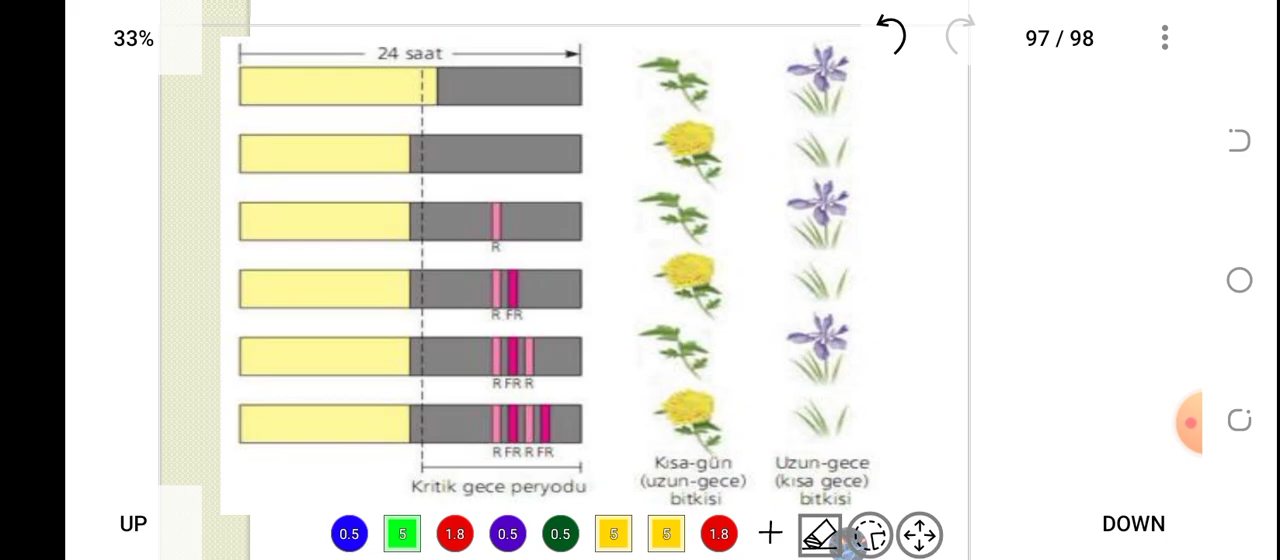 33%
97 / 98
24 saat
R
R FR
R FR R
R FR R FR
Kritik gece peryodu
Kısa-gün
(uzun-gece)
bitkisi
Uzun-gece
(kısa gece)
bitkisi
UP
0.5
5
1.8
0.5
0.5
5
5
1.8
DOWN